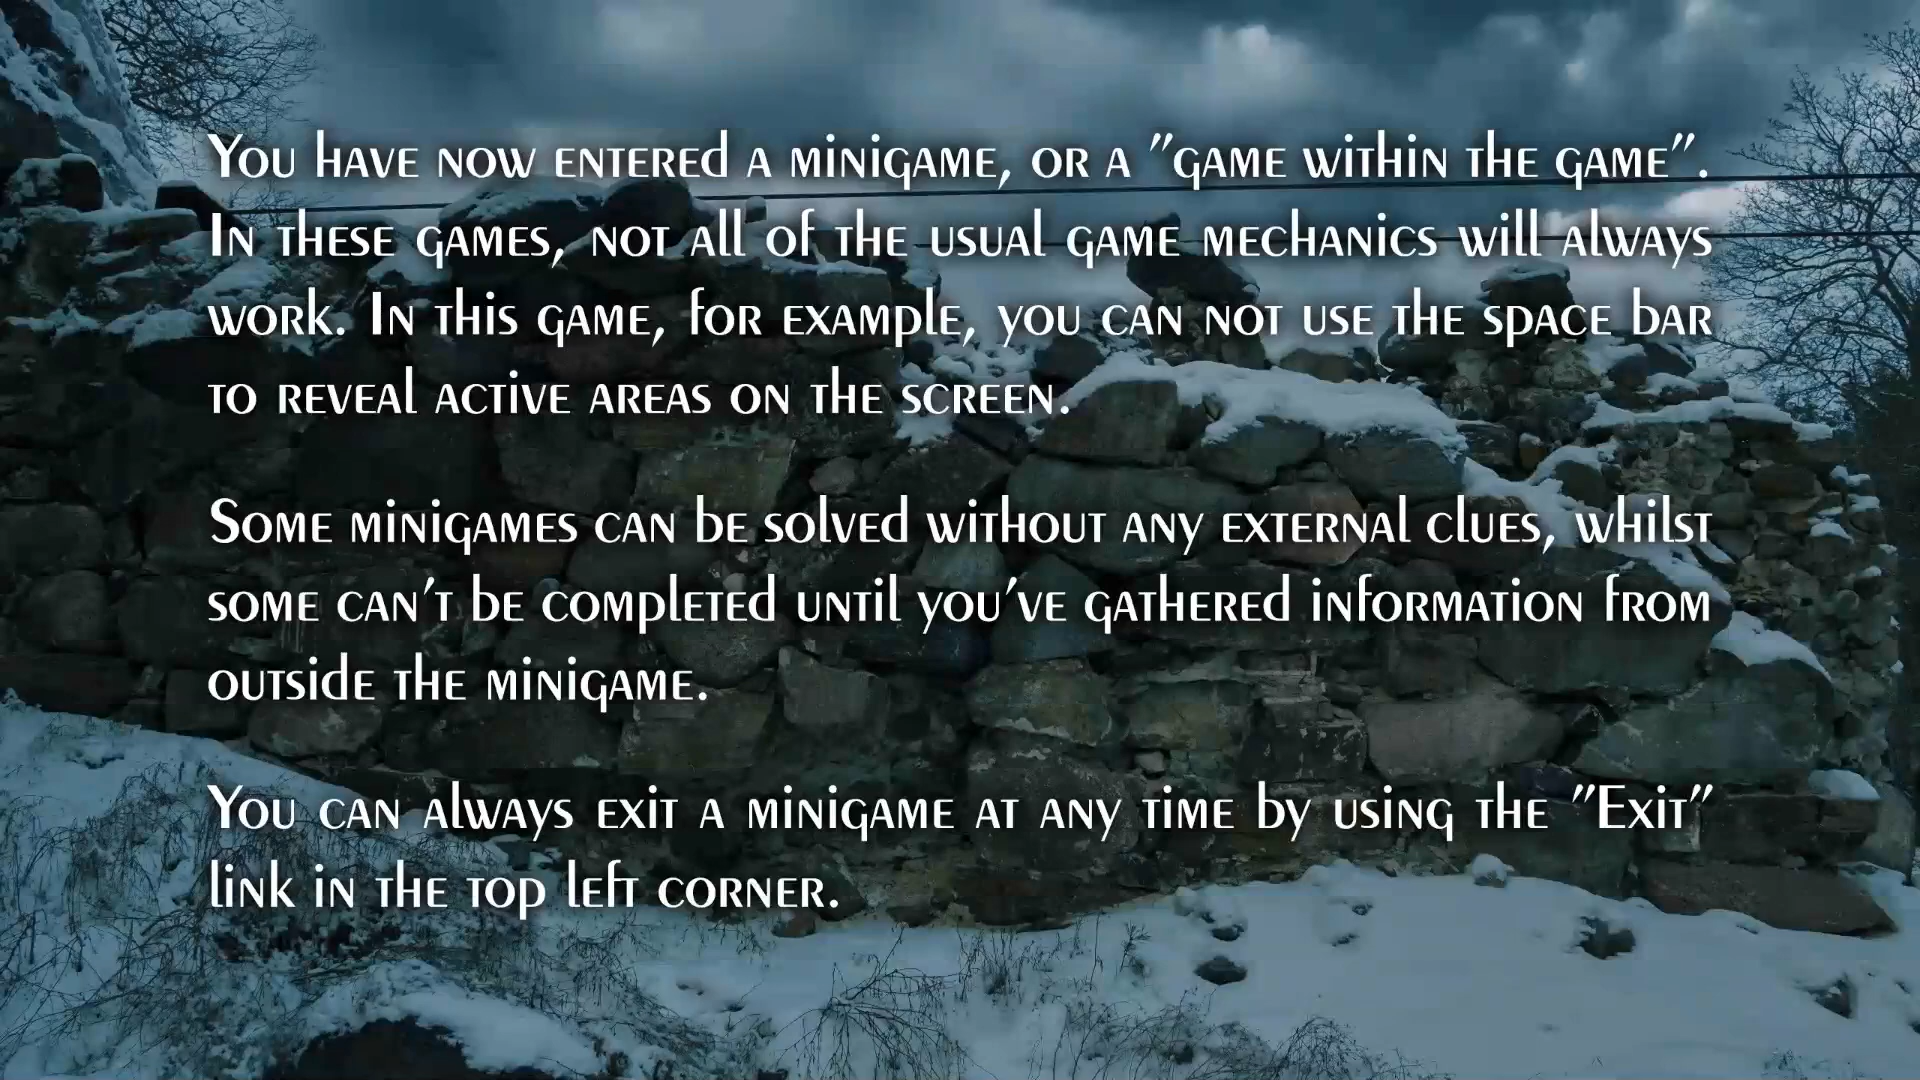 You have now entered a minigame, or a "game within the game".
In these games, not all of the usual game mechanics will always
work. In this game, for example, you can not use the space bar
to reveal active areas on the screen.
Some minigames can be solved without any external clues, whilst
some can't be completed until you've gathered information from
outside the minigame.
You can always exit a minigame at any time by using the "Exit"
link in the top left corner.